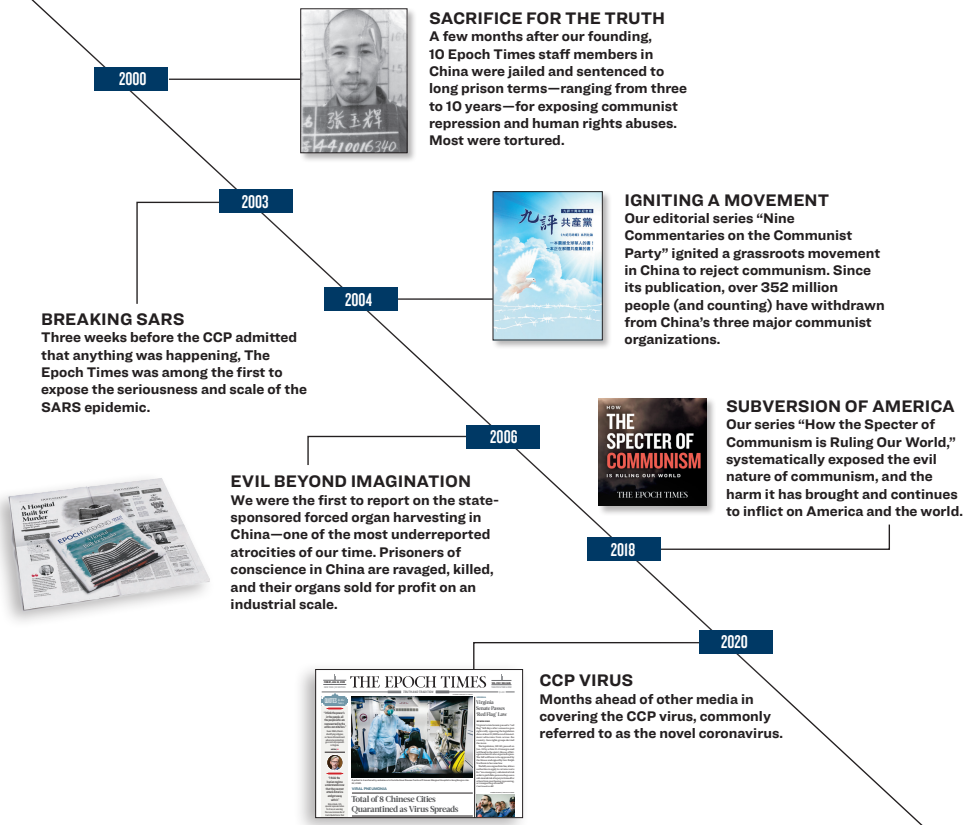 SACRIFICE FOR THE TRUTH
A few months after our founding,
10 Epoch Times staff members in
China were jailed and sentenced to
long prison terms—ranging from three
to 10 years—for exposing communist
repression and human rights abuses.
Most were tortured.
2000
张玉辉
4410016340
2003
BREAKING SARS
Three weeks before the CCP admitted
that anything was happening, The
Epoch Times was among the first to
expose the seriousness and scale of the
SARS epidemic.
IGNITING A MOVEMENT
Our editorial series “Nine
Commentaries on the Communist
Party” ignited a grassroots movement
in China to reject communism. Since
its publication, over 352 million
people (and counting) have withdrawn
from China’s three major communist
organizations.
九評
共產黨
2004
2006
EVIL BEYOND IMAGINATION
We were the first to report on the state-
sponsored forced organ harvesting in
China—one of the most underreported
atrocities of our time. Prisoners of
conscience in China are ravaged, killed,
and their organs sold for profit on an
industrial scale.
A Hospital
Built for
Murder
EPOCH WEEKEND
HOW
THE
SPECTER OF
COMMUNISM
IS RULING OUR WORLD
THE EPOCH TIMES
SUBVERSION OF AMERICA
Our series “How the Specter of
Communism is Ruling Our World,”
systematically exposed the evil
nature of communism, and the
harm it has brought and continues
to inflict on America and the world.
2018
2020
CCP VIRUS
Months ahead of other media in
covering the CCP virus, commonly
referred to as the novel coronavirus.
THE EPOCH TIMES
Virginia
Senate Passes
‘Red Flag’ Law
VIRAL PNEUMONIA
Total of 8 Chinese Cities
Quarantined as Virus Spreads